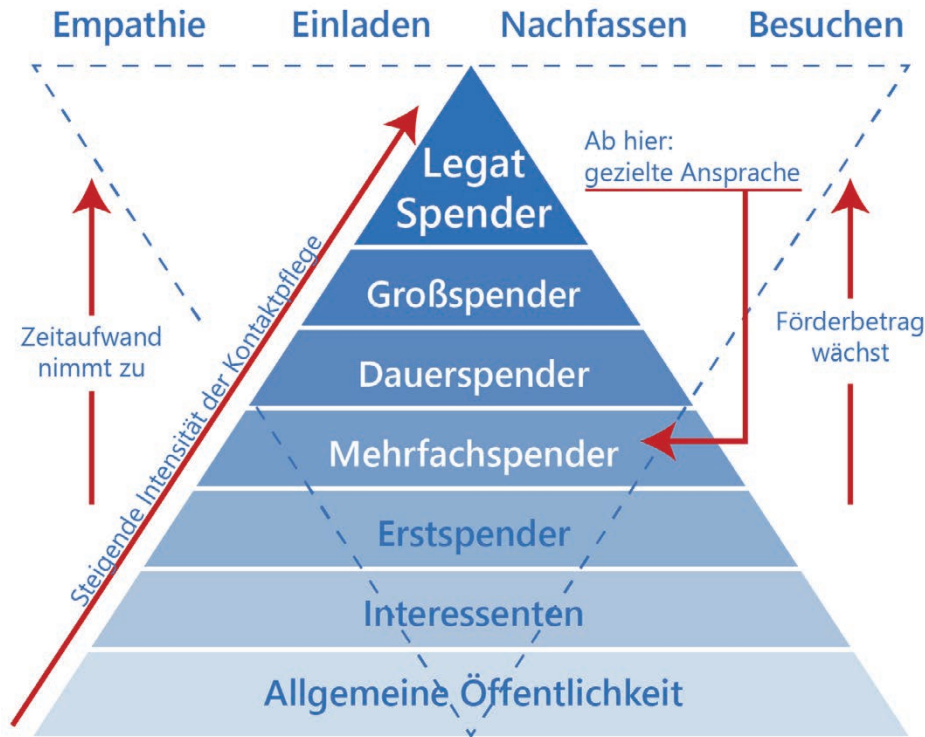 Empathie Einladen Nachfassen Besuchen
Ab hier:
gezielte Ansprache
Legat
Spender
Großspender
Dauerspender
Mehrfachspender
Erstspender
Interessenten
Allgemeine Öffentlichkeit
Steigende Intensität der Kontaktpflege
Zeitaufwand
nimmt zu
Förderbetrag
wächst